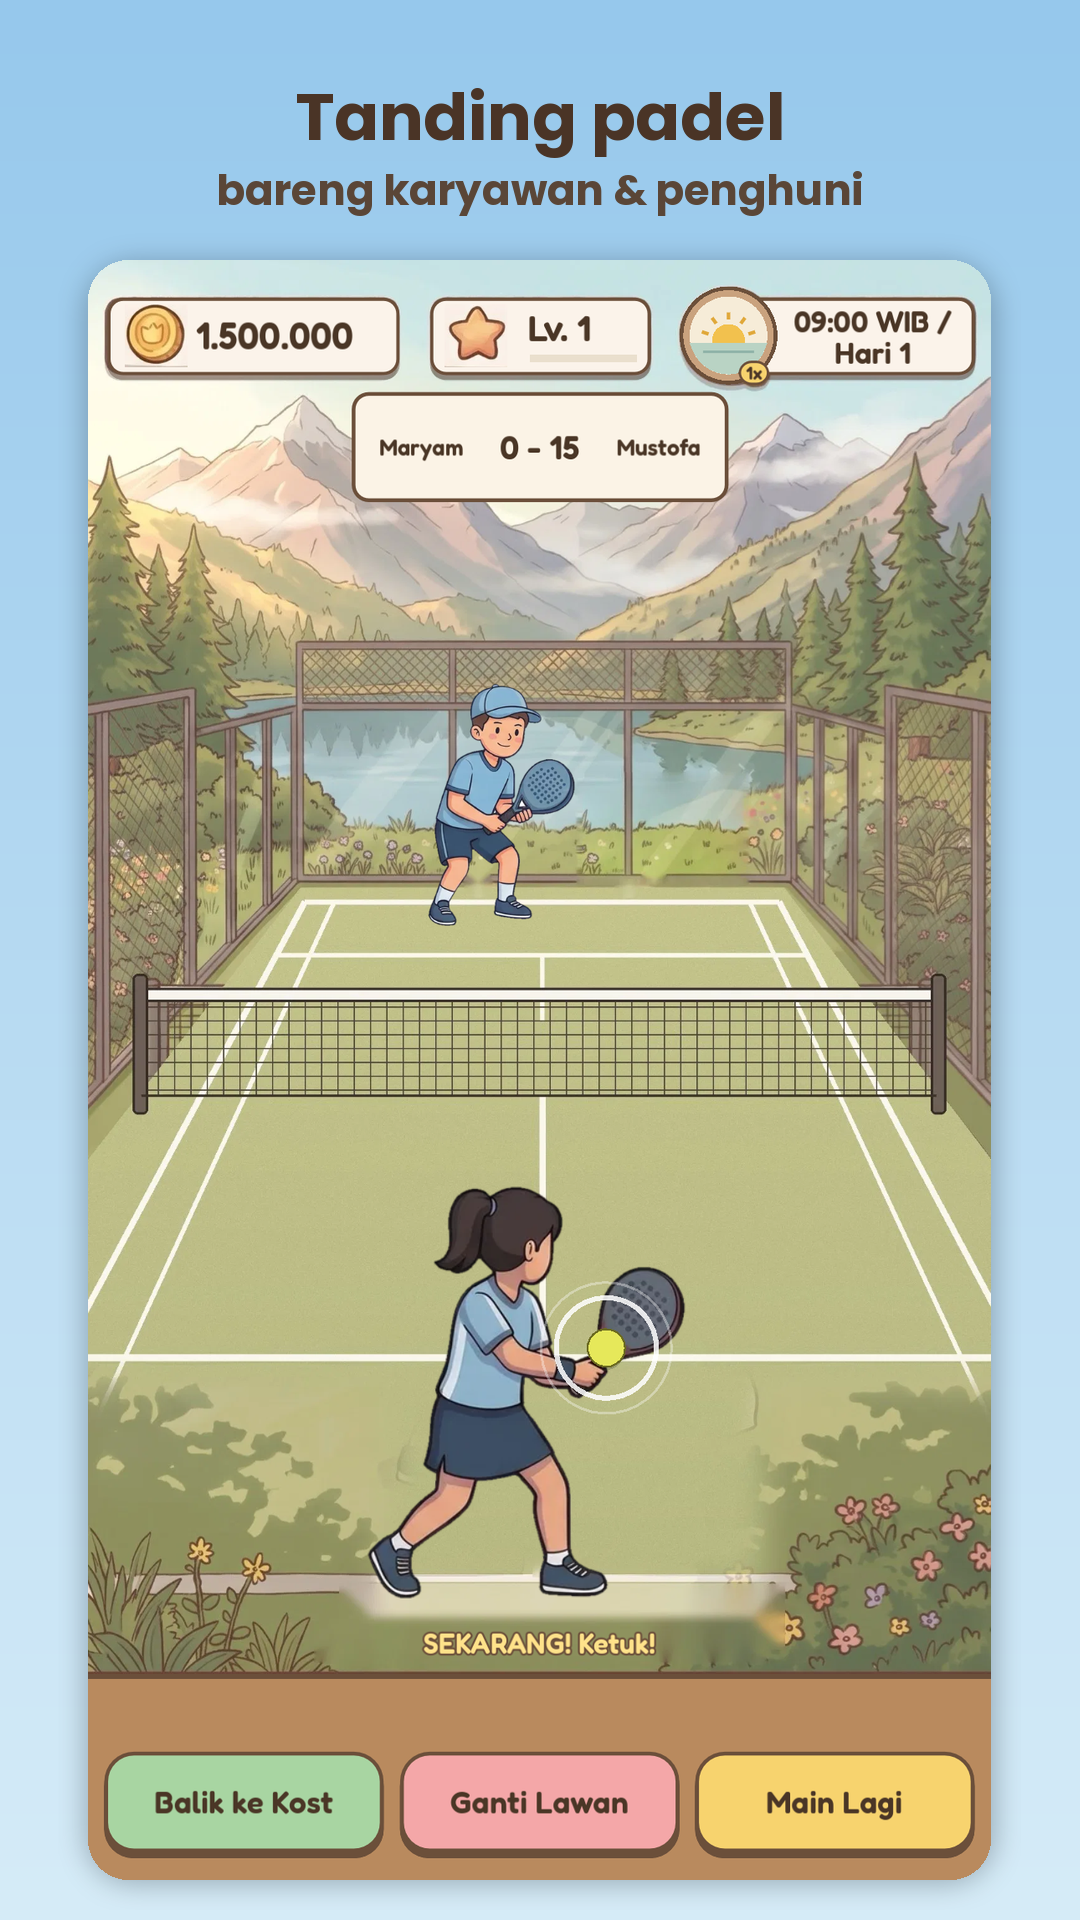 Tanding padel
bareng karyawan & penghuni
1.500.000
Lv. 1
09:00 WIB /
Hari 1
1x
Maryam 0 - 15 Mustofa
SEKARANG! Ketuk!
Balik ke Kost
Ganti Lawan
Main Lagi